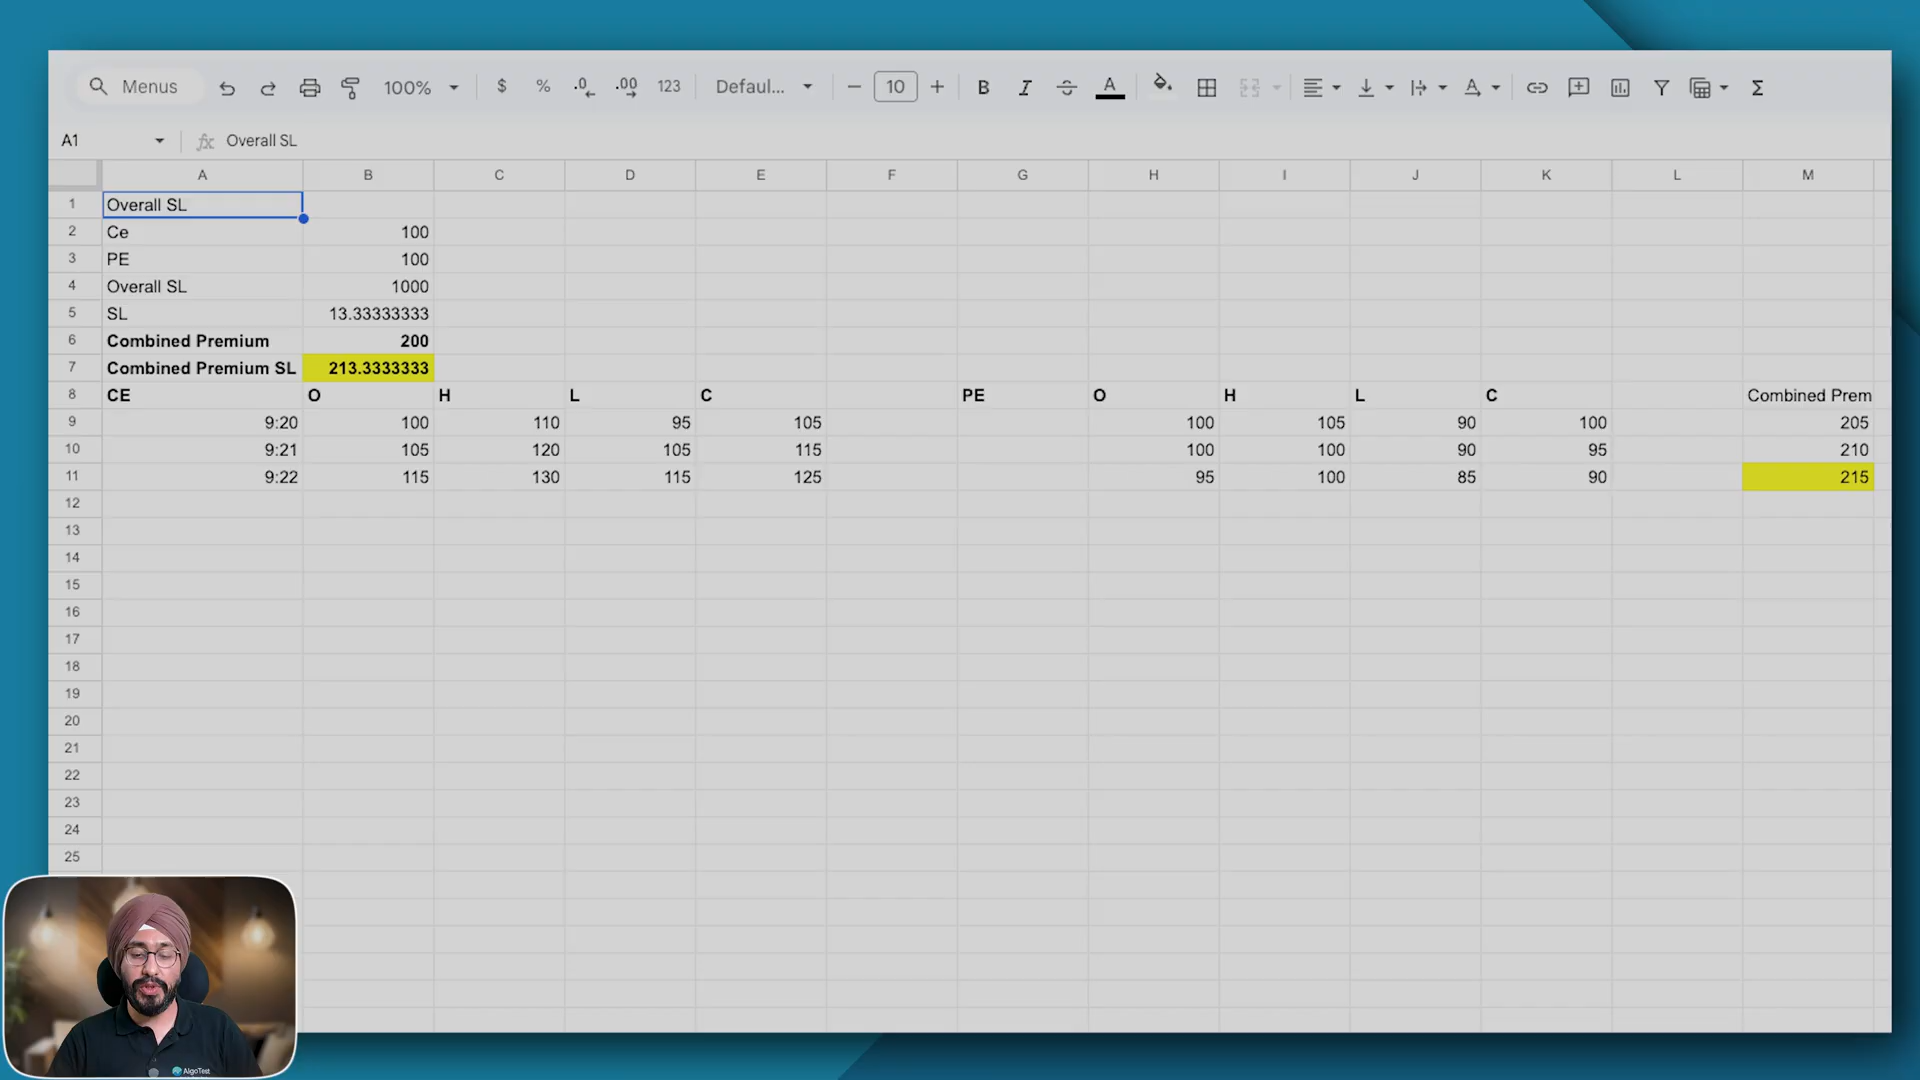 Menus 100% $ % .0 .00 123 Defaul... 10 B I A A Σ
A1 fx Overall SL
A B C D E F G H I J K L M
1 Overall SL
2 Ce 100
3 PE 100
4 Overall SL 1000
5 SL 13.33333333
6 Combined Premium 200
7 Combined Premium SL 213.3333333
8 CE O H L C PE O H L C Combined Prem
9 9:20 100 110 95 105 100 105 90 100 205
10 9:21 105 120 105 115 100 100 90 95 210
11 9:22 115 130 115 125 95 100 85 90 215
12
13
14
15
16
17
18
19
20
21
22
23
24
25
AlgoTest